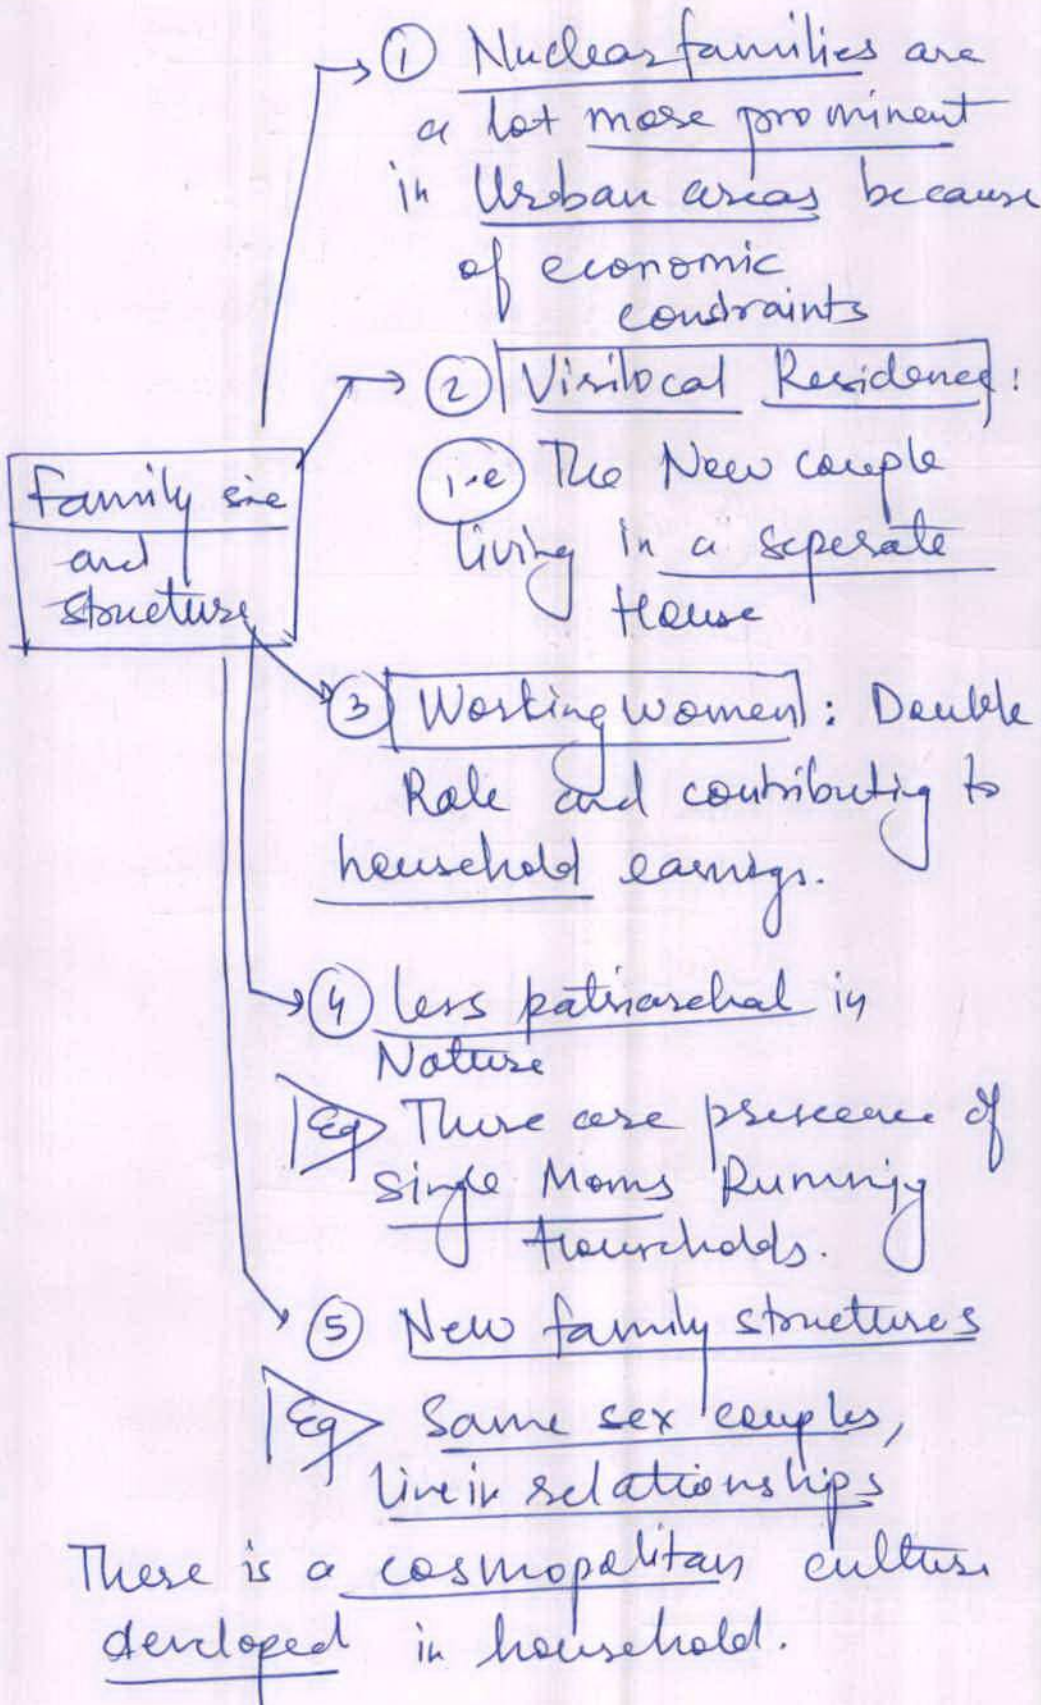 ① Nuclear families are
a lot more prominent
in Urban areas because
of economic
constraints
② Virilocal Residence:
i.e The New couple
living in a seperate
House
Family size
and
structure
③ Working Women: Double
Role and contributing to
household earnings.
④ less patriarchal in
Nature
Eg There are presence of
single Moms Running
Households.
⑤ New family structures
Eg Same sex couples,
live in relationships
There is a cosmopolitan culture
developed in household.